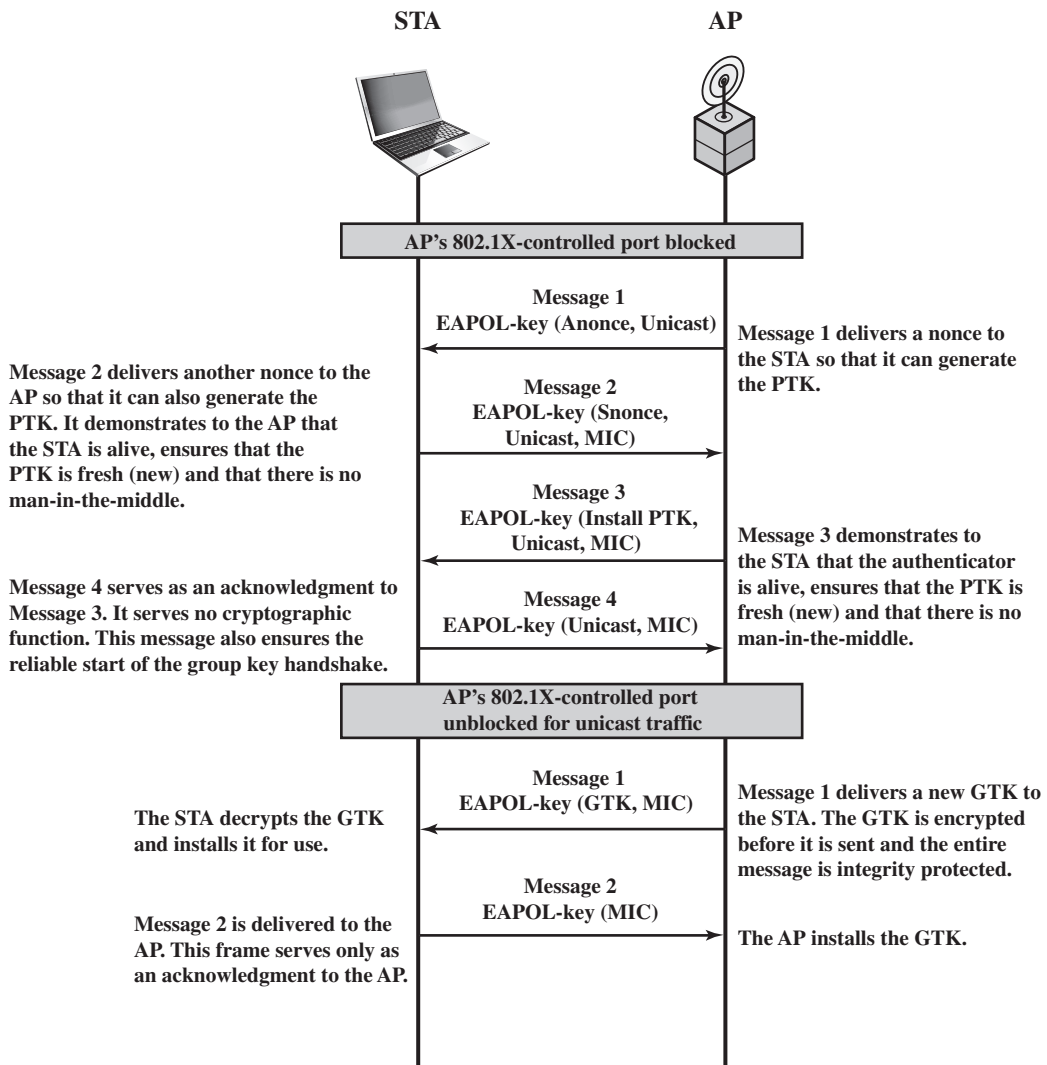 STA
AP
AP's 802.1X-controlled port blocked
Message 1
EAPOL-key (Anonce, Unicast)
Message 1 delivers a nonce to
the STA so that it can generate
the PTK.
Message 2 delivers another nonce to the
AP so that it can also generate the
PTK. It demonstrates to the AP that
the STA is alive, ensures that the
PTK is fresh (new) and that there is no
man-in-the-middle.
Message 2
EAPOL-key (Snonce,
Unicast, MIC)
Message 3
EAPOL-key (Install PTK,
Unicast, MIC)
Message 3 demonstrates to
the STA that the authenticator
is alive, ensures that the PTK is
fresh (new) and that there is no
man-in-the-middle.
Message 4 serves as an acknowledgment to
Message 3. It serves no cryptographic
function. This message also ensures the
reliable start of the group key handshake.
Message 4
EAPOL-key (Unicast, MIC)
AP's 802.1X-controlled port
unblocked for unicast traffic
Message 1
EAPOL-key (GTK, MIC)
Message 1 delivers a new GTK to
the STA. The GTK is encrypted
before it is sent and the entire
message is integrity protected.
The STA decrypts the GTK
and installs it for use.
Message 2
EAPOL-key (MIC)
Message 2 is delivered to the
AP. This frame serves only as
an acknowledgment to the AP.
The AP installs the GTK.